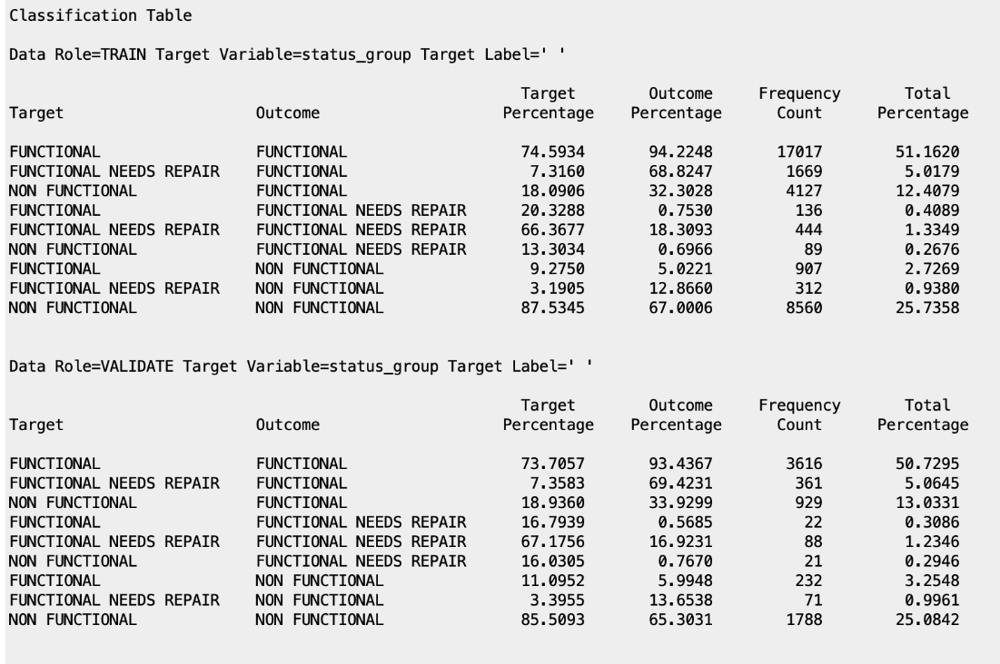 Classification Table
Data Role=TRAIN Target Variable=status_group Target Label=' '
Target Outcome Frequency Total
Target Outcome Percentage Percentage Count Percentage
FUNCTIONAL FUNCTIONAL 74.5934 94.2248 17017 51.1620
FUNCTIONAL NEEDS REPAIR FUNCTIONAL 7.3160 68.8247 1669 5.0179
NON FUNCTIONAL FUNCTIONAL 18.0906 32.3028 4127 12.4079
FUNCTIONAL FUNCTIONAL NEEDS REPAIR 20.3288 0.7530 136 0.4089
FUNCTIONAL NEEDS REPAIR FUNCTIONAL NEEDS REPAIR 66.3677 18.3093 444 1.3349
NON FUNCTIONAL FUNCTIONAL NEEDS REPAIR 13.3034 0.6966 89 0.2676
FUNCTIONAL NON FUNCTIONAL 9.2750 5.0221 907 2.7269
FUNCTIONAL NEEDS REPAIR NON FUNCTIONAL 3.1905 12.8660 312 0.9380
NON FUNCTIONAL NON FUNCTIONAL 87.5345 67.0006 8560 25.7358
Data Role=VALIDATE Target Variable=status_group Target Label=' '
Target Outcome Frequency Total
Target Outcome Percentage Percentage Count Percentage
FUNCTIONAL FUNCTIONAL 73.7057 93.4367 3616 50.7295
FUNCTIONAL NEEDS REPAIR FUNCTIONAL 7.3583 69.4231 361 5.0645
NON FUNCTIONAL FUNCTIONAL 18.9360 33.9299 929 13.0331
FUNCTIONAL FUNCTIONAL NEEDS REPAIR 16.7939 0.5685 22 0.3086
FUNCTIONAL NEEDS REPAIR FUNCTIONAL NEEDS REPAIR 67.1756 16.9231 88 1.2346
NON FUNCTIONAL FUNCTIONAL NEEDS REPAIR 16.0305 0.7670 21 0.2946
FUNCTIONAL NON FUNCTIONAL 11.0952 5.9948 232 3.2548
FUNCTIONAL NEEDS REPAIR NON FUNCTIONAL 3.3955 13.6538 71 0.9961
NON FUNCTIONAL NON FUNCTIONAL 85.5093 65.3031 1788 25.0842